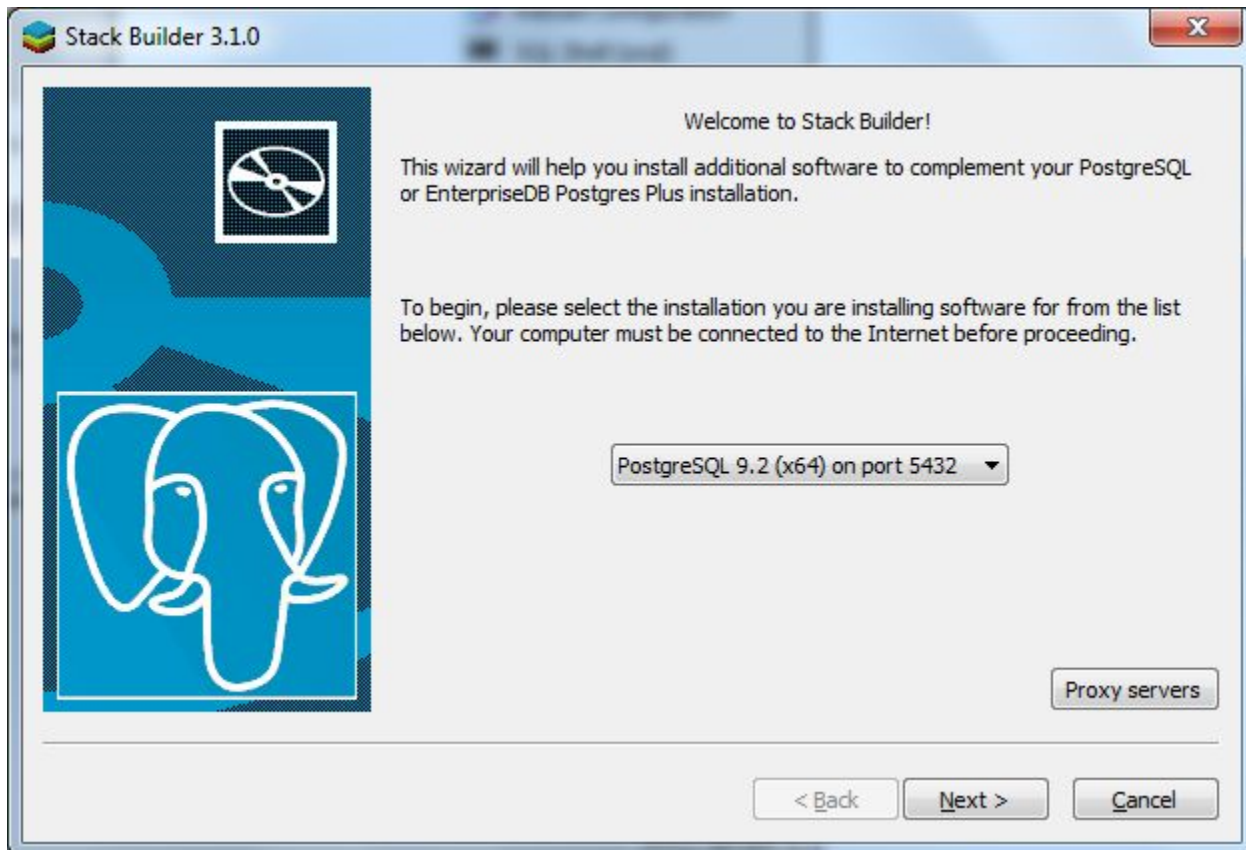 Stack Builder 3.1.0
Welcome to Stack Builder!
This wizard will help you install additional software to complement your PostgreSQL
or EnterpriseDB Postgres Plus installation.
To begin, please select the installation you are installing software for from the list
below. Your computer must be connected to the Internet before proceeding.
PostgreSQL 9.2 (x64) on port 5432
Proxy servers
< Back
Next >
Cancel